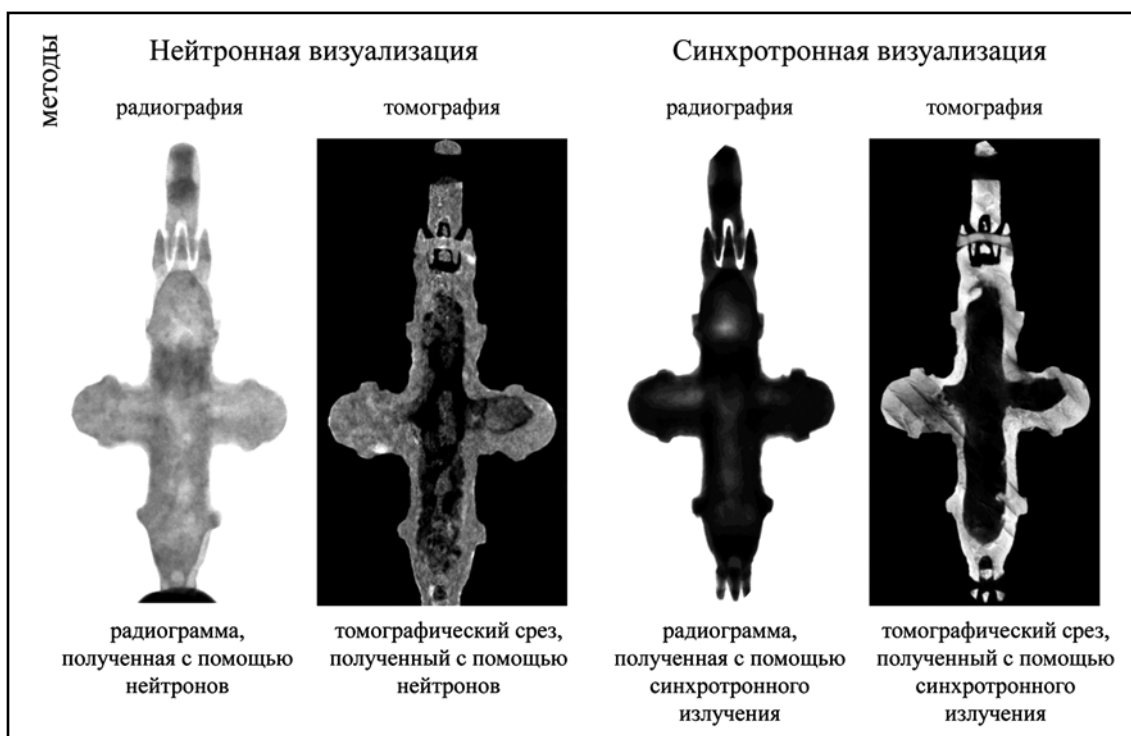 методы
Нейтронная визуализация
Синхротронная визуализация
радиография
томография
радиография
томография
радиограмма,
полученная с помощью
нейтронов
томографический срез,
полученный с помощью
нейтронов
радиограмма,
полученная с помощью
синхротронного
излучения
томографический срез,
полученный с помощью
синхротронного
излучения